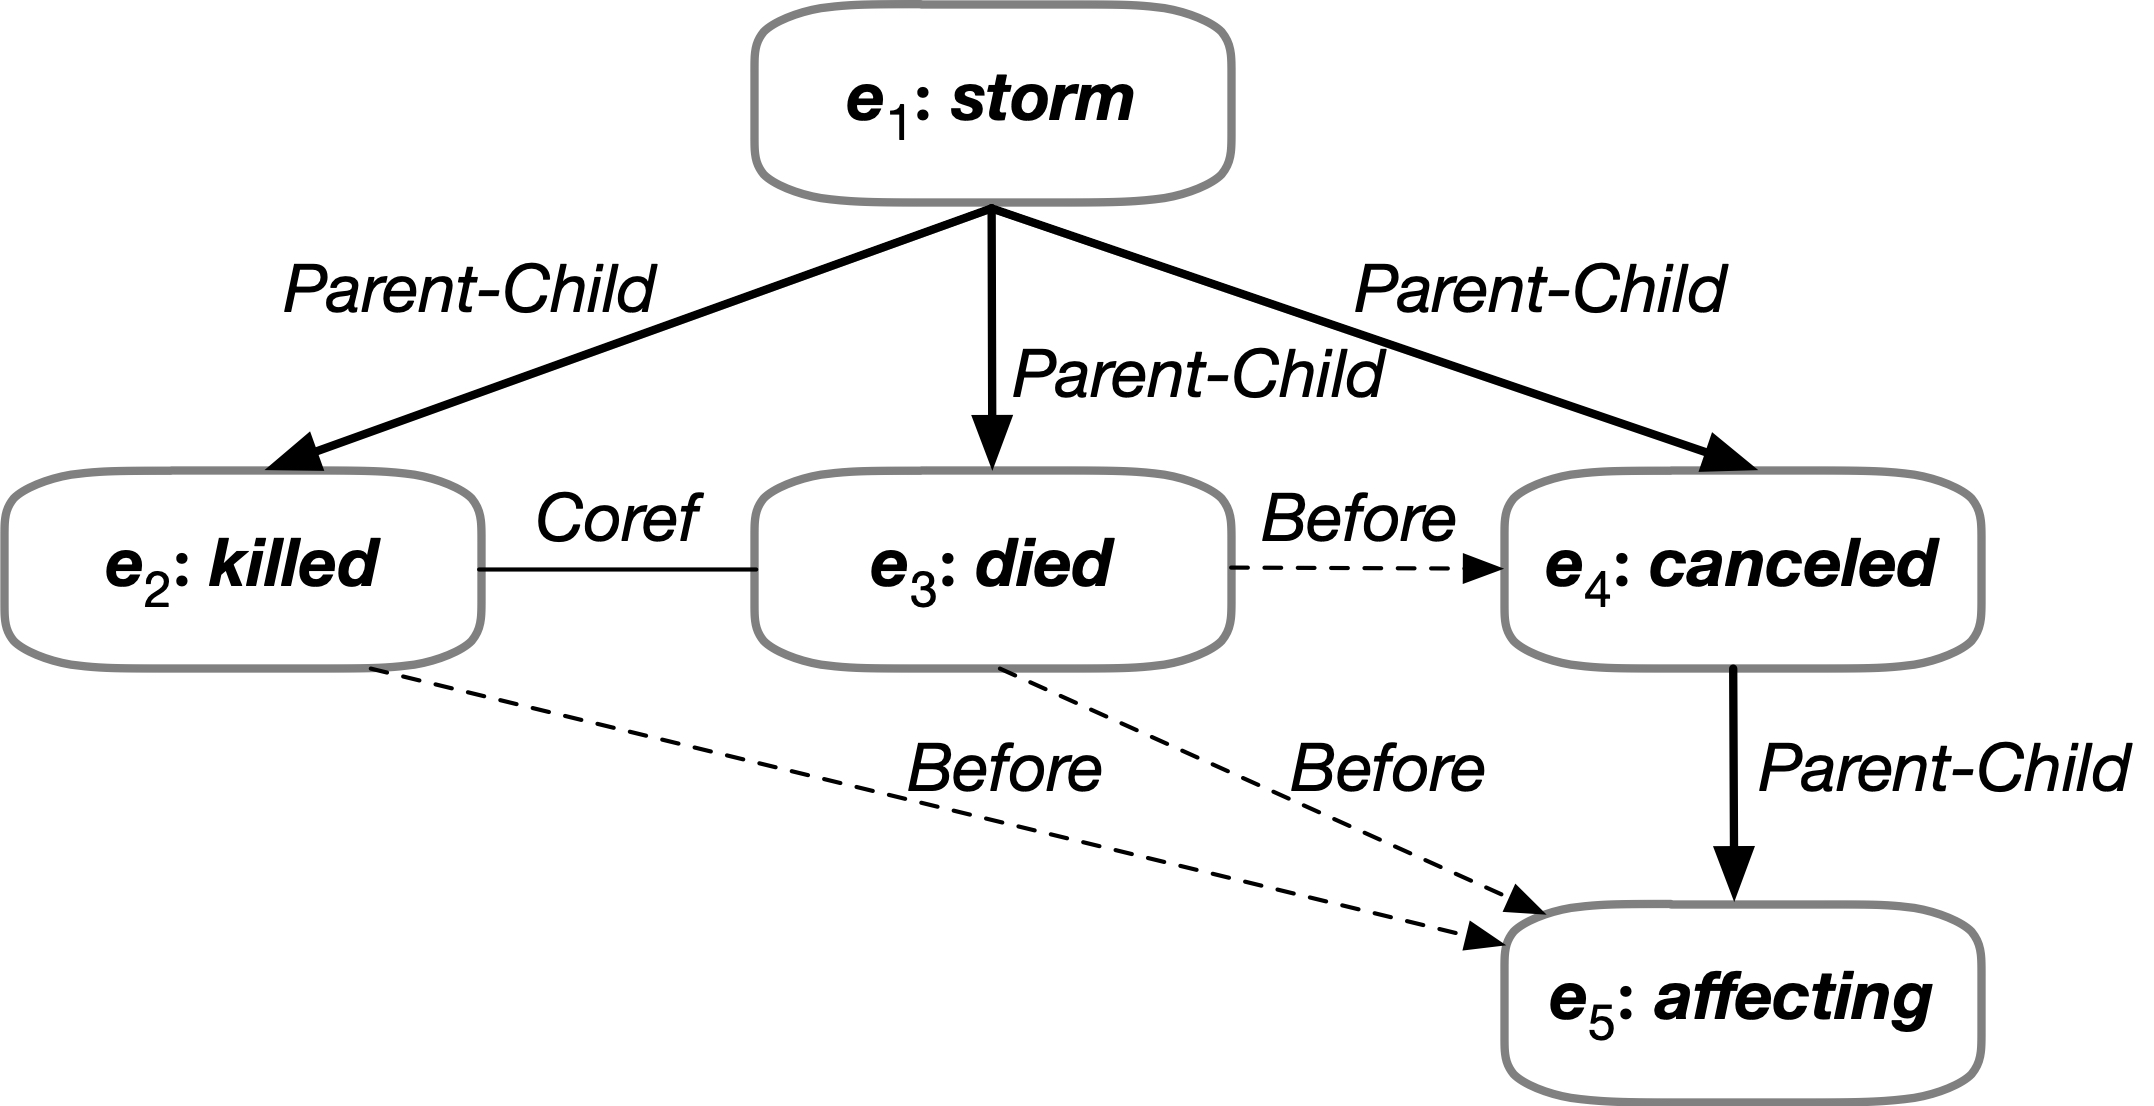 e1: storm
Parent-Child
Parent-Child
Parent-Child
e2: killed
Coref
e3: died
Before
e4: canceled
Before
Before
Parent-Child
e5: affecting